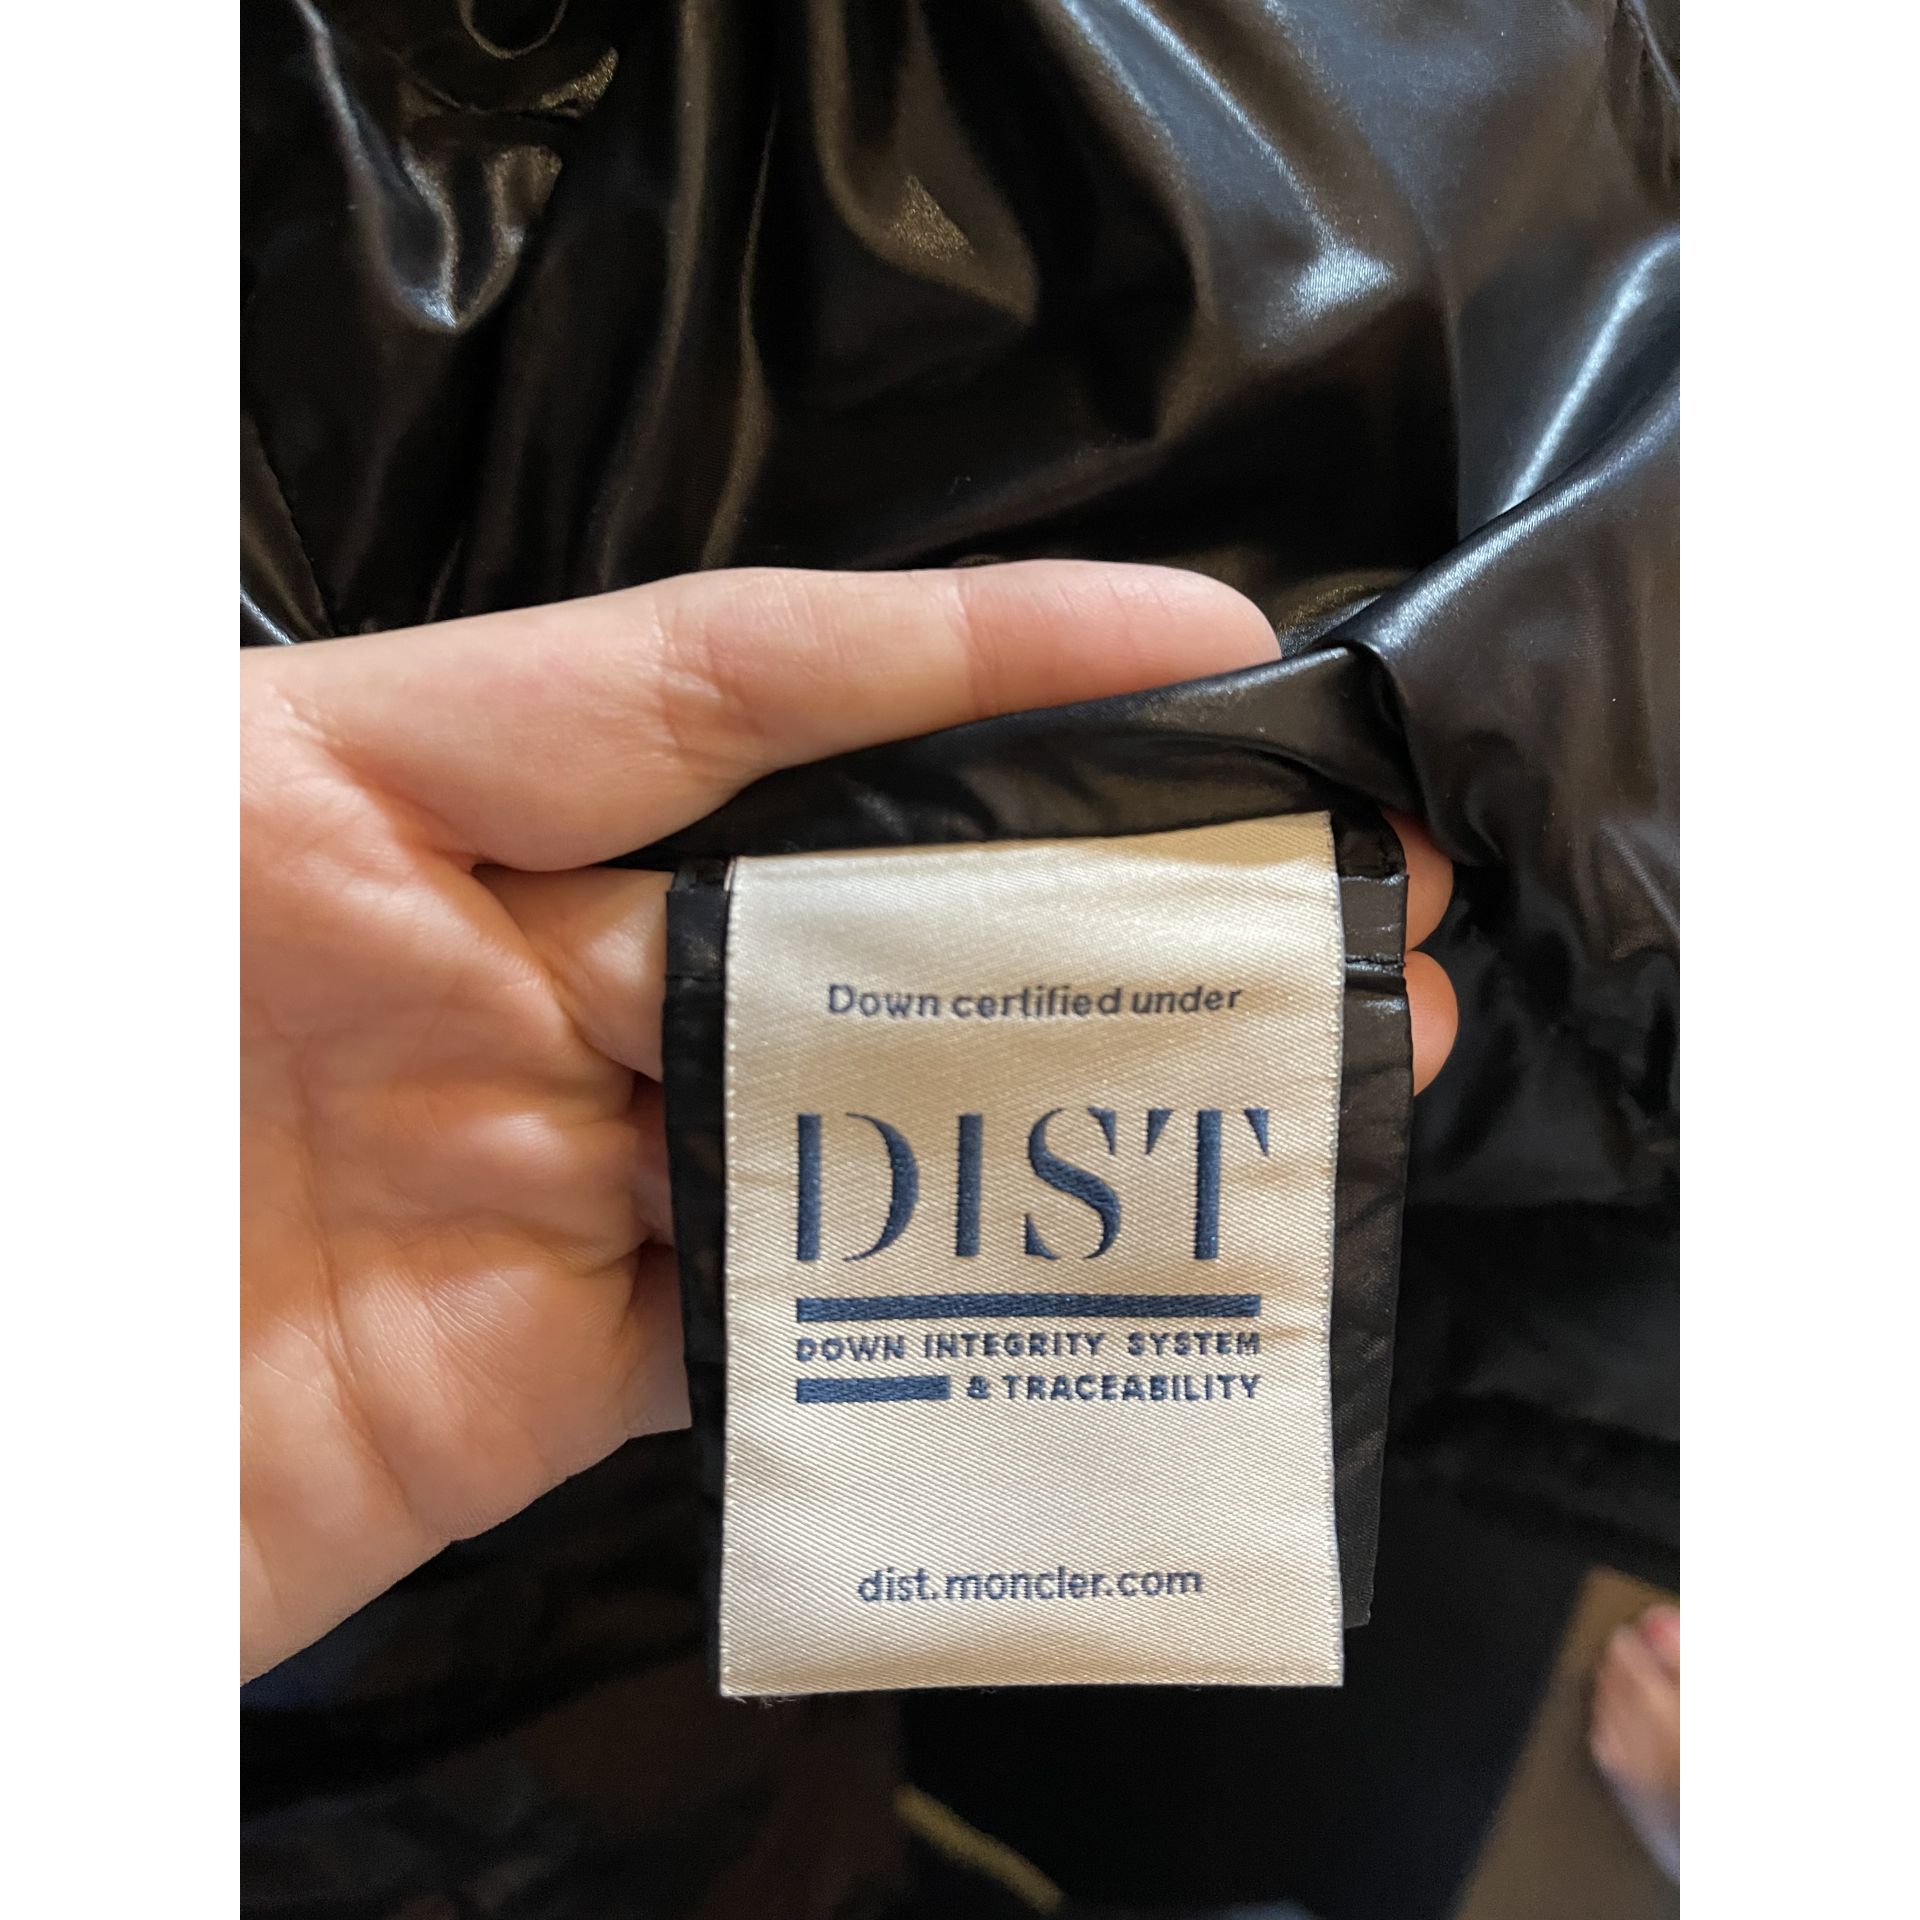 Down certified under
DIST
DOWN INTEGRITY SYSTEM
& TRACEABILITY
dist.moncler.com